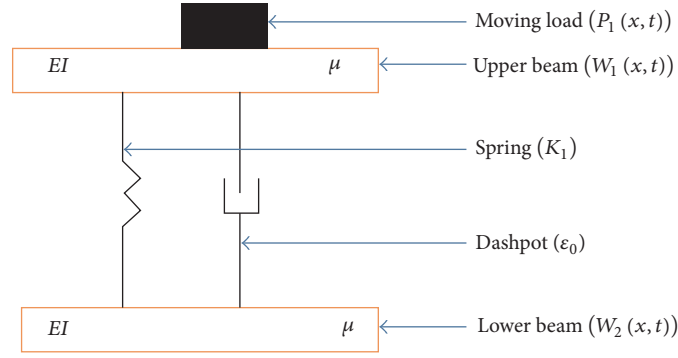 Moving load (P₁ (x, t))
EI μ Upper beam (W₁ (x, t))
Spring (K₁)
Dashpot (ε₀)
EI μ Lower beam (W₂ (x, t))